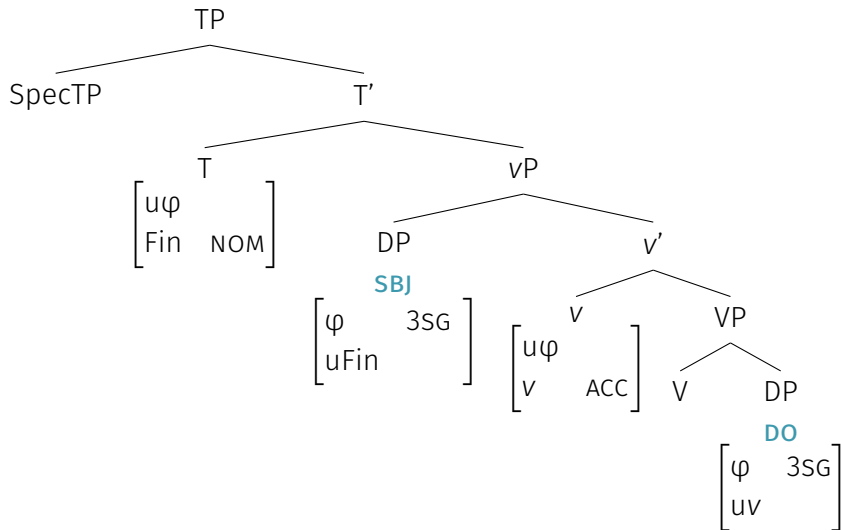 TP
SpecTP T’
T vP
uφ
Fin NOM
DP v’
SBJ
φ 3SG
uFin
v VP
uφ
v ACC
V DP
DO
φ 3SG
uv